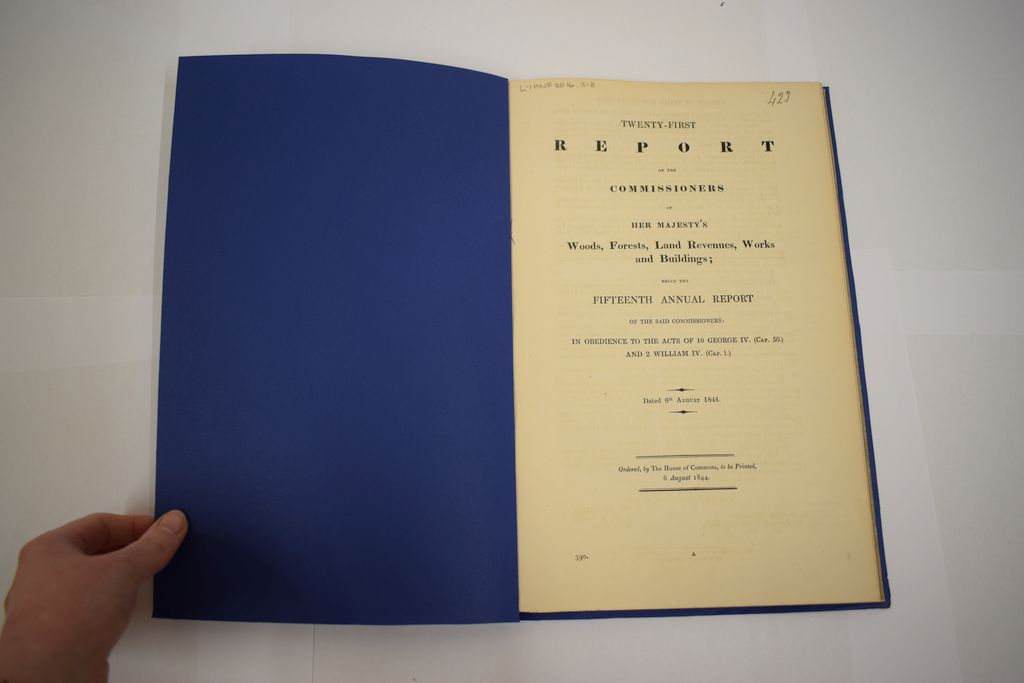 LYHNF 2016.318
423
TWENTY-FIRST
REPORT
OF THE
COMMISSIONERS
OF
HER MAJESTY'S
Woods, Forests, Land Revenues, Works
and Buildings;
BEING THE
FIFTEENTH ANNUAL REPORT
OF THE SAID COMMISSIONERS:
IN OBEDIENCE TO THE ACTS OF 10 GEORGE IV. (CAP. 50.)
AND 2 WILLIAM IV. (CAP. 1.)
Dated 6th AUGUST 1844.
Ordered, by The House of Commons, to be Printed,
6 August 1844.
590.
A